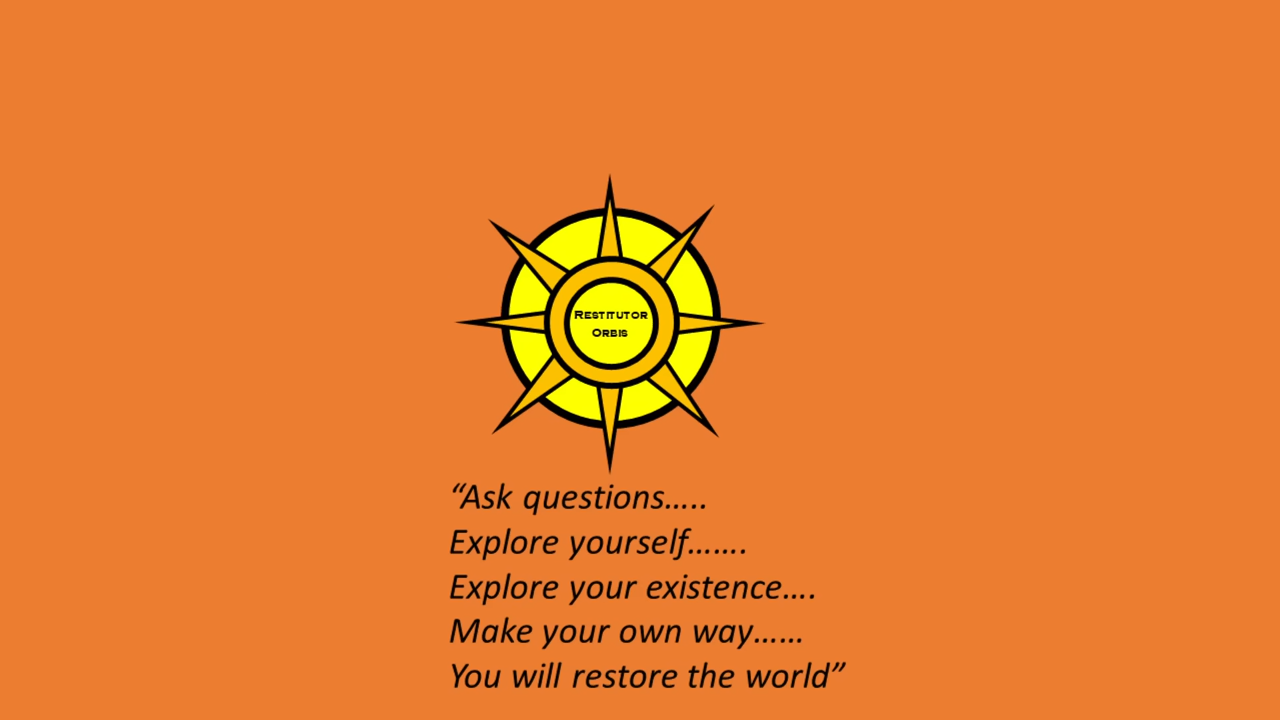 Restitutor
Orbis
“Ask questions…..
Explore yourself…….
Explore your existence….
Make your own way……
You will restore the world”